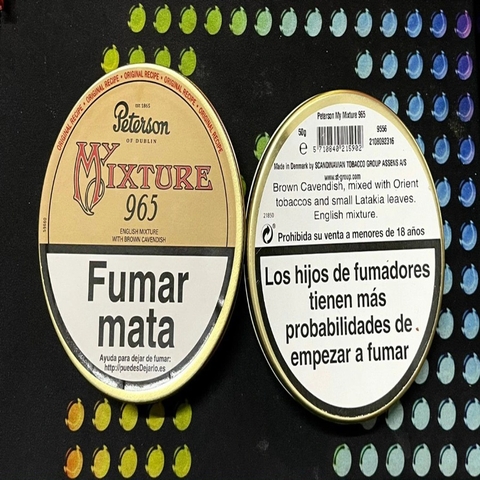 ORIGINAL RECIPE • ORIGINAL RECIPE • ORIGINAL RECIPE • ORIGINAL RECIPE
EST 1865
Peterson
OF DUBLIN
MY MIXTURE
965
ENGLISH MIXTURE
WITH BROWN CAVENDISH
Fumar
mata
Ayuda para dejar de fumar:
http://puedesDejarlo.es
Peterson My Mixture 965
50g
9556
2108092316
e
5710840215902
Made in Denmark by SCANDINAVIAN TOBACCO GROUP ASSENS A/S
www.st-group.com
Brown Cavendish, mixed with Orient
tobaccos and small Latakia leaves.
English mixture.
21850
Prohibida su venta a menores de 18 años
Los hijos de fumadores
tienen más
probabilidades de
empezar a fumar